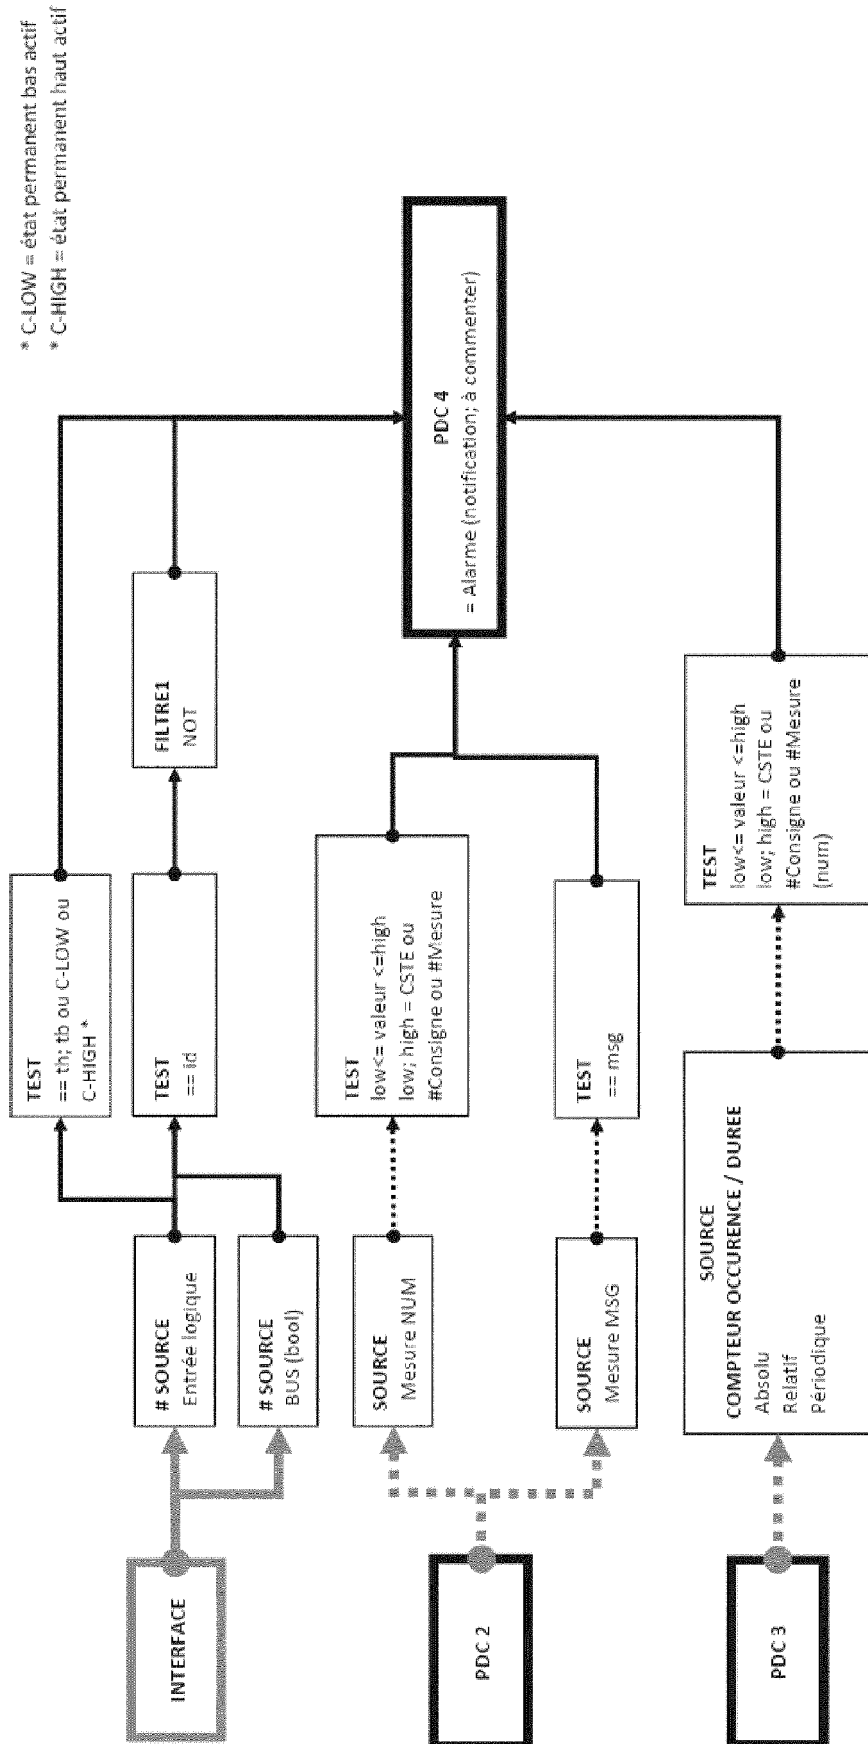 * C-LOW = état permanent bas actif
* C-HIGH = état permanent haut actif
INTERFACE
# SOURCE
Entrée logique
# SOURCE
BUS (bool)
TEST
== th; tb ou C-LOW ou
C-HIGH *
TEST
== id
FILTRE1
NOT
PDC 2
SOURCE
Mesure NUM
TEST
low<= valeur <=high
low; high = CSTE ou
#Consigne ou #Mesure
SOURCE
Mesure MSG
TEST
== msg
PDC 4
= Alarme (notification; à commenter)
PDC 3
SOURCE
COMPTEUR OCCURENCE / DUREE
Absolu
Relatif
Périodique
TEST
low<= valeur <=high
low; high = CSTE ou
#Consigne ou #Mesure
(num)